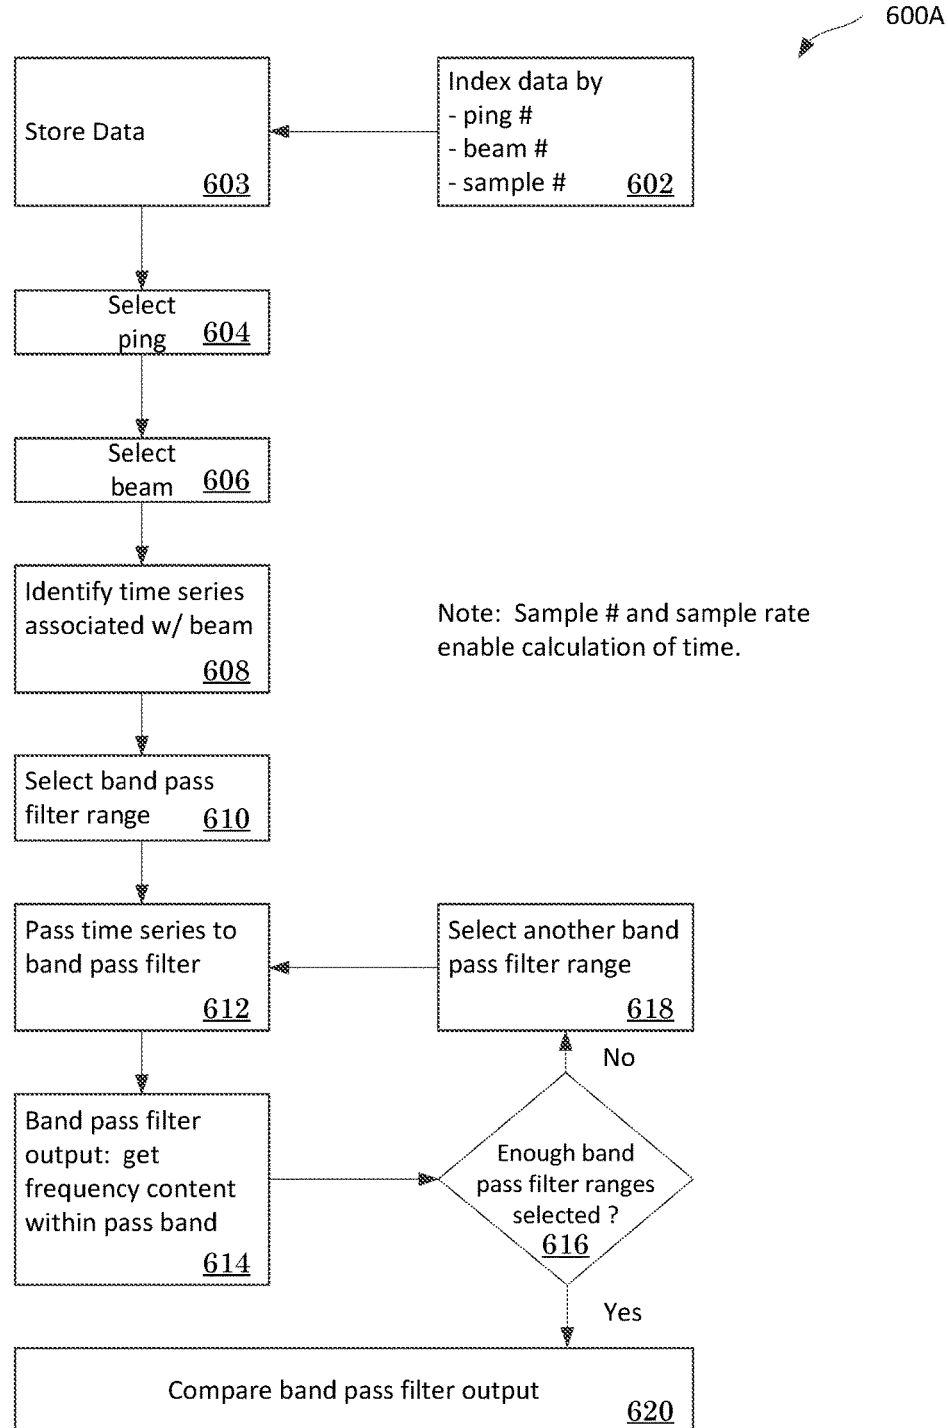 600A
Index data by
- ping #
- beam #
- sample #
602
Store Data
603
Select
ping
604
Select
beam
606
Identify time series
associated w/ beam
608
Note:  Sample # and sample rate
enable calculation of time.
Select band pass
filter range
610
Pass time series to
band pass filter
612
Select another band
pass filter range
618
No
Band pass filter
output:  get
frequency content
within pass band
614
Enough band
pass filter ranges
selected ?
616
Yes
Compare band pass filter output
620